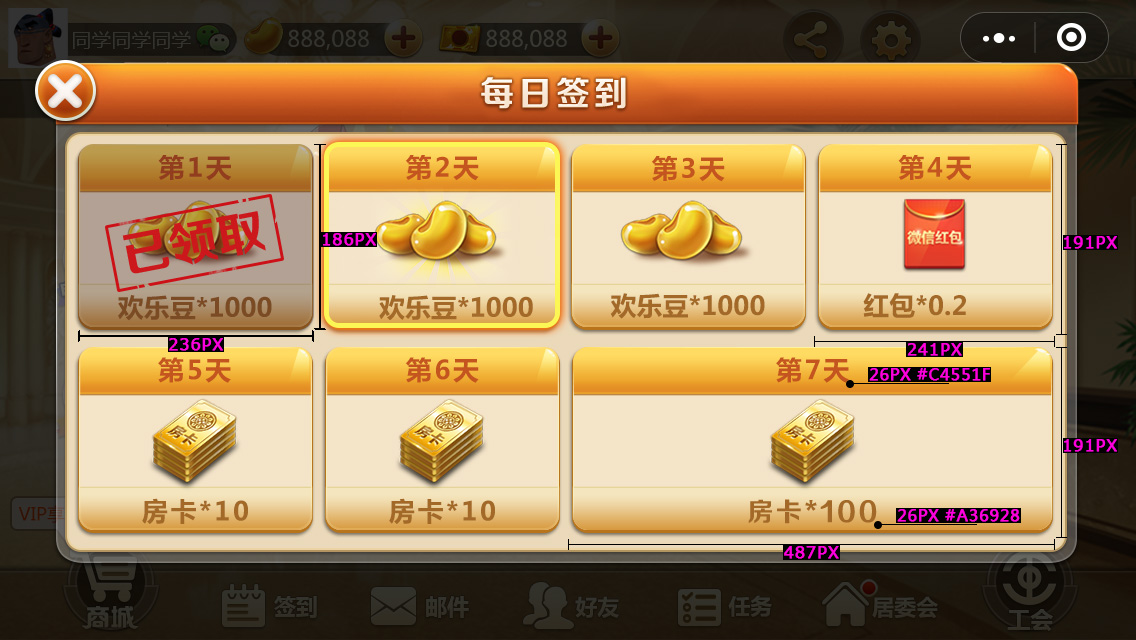 同学同学同学
888,088
888,088
每日签到
第1天
第2天
第3天
第4天
已领取
186PX
微信红包
191PX
欢乐豆*1000
欢乐豆*1000
欢乐豆*1000
红包*0.2
236PX
241PX
第5天
第6天
第7天
26PX #C4551F
房卡
房卡
房卡
191PX
房卡*10
房卡*10
房卡*100
26PX #A36928
VIP享
487PX
商城
签到
邮件
好友
任务
居委会
工会